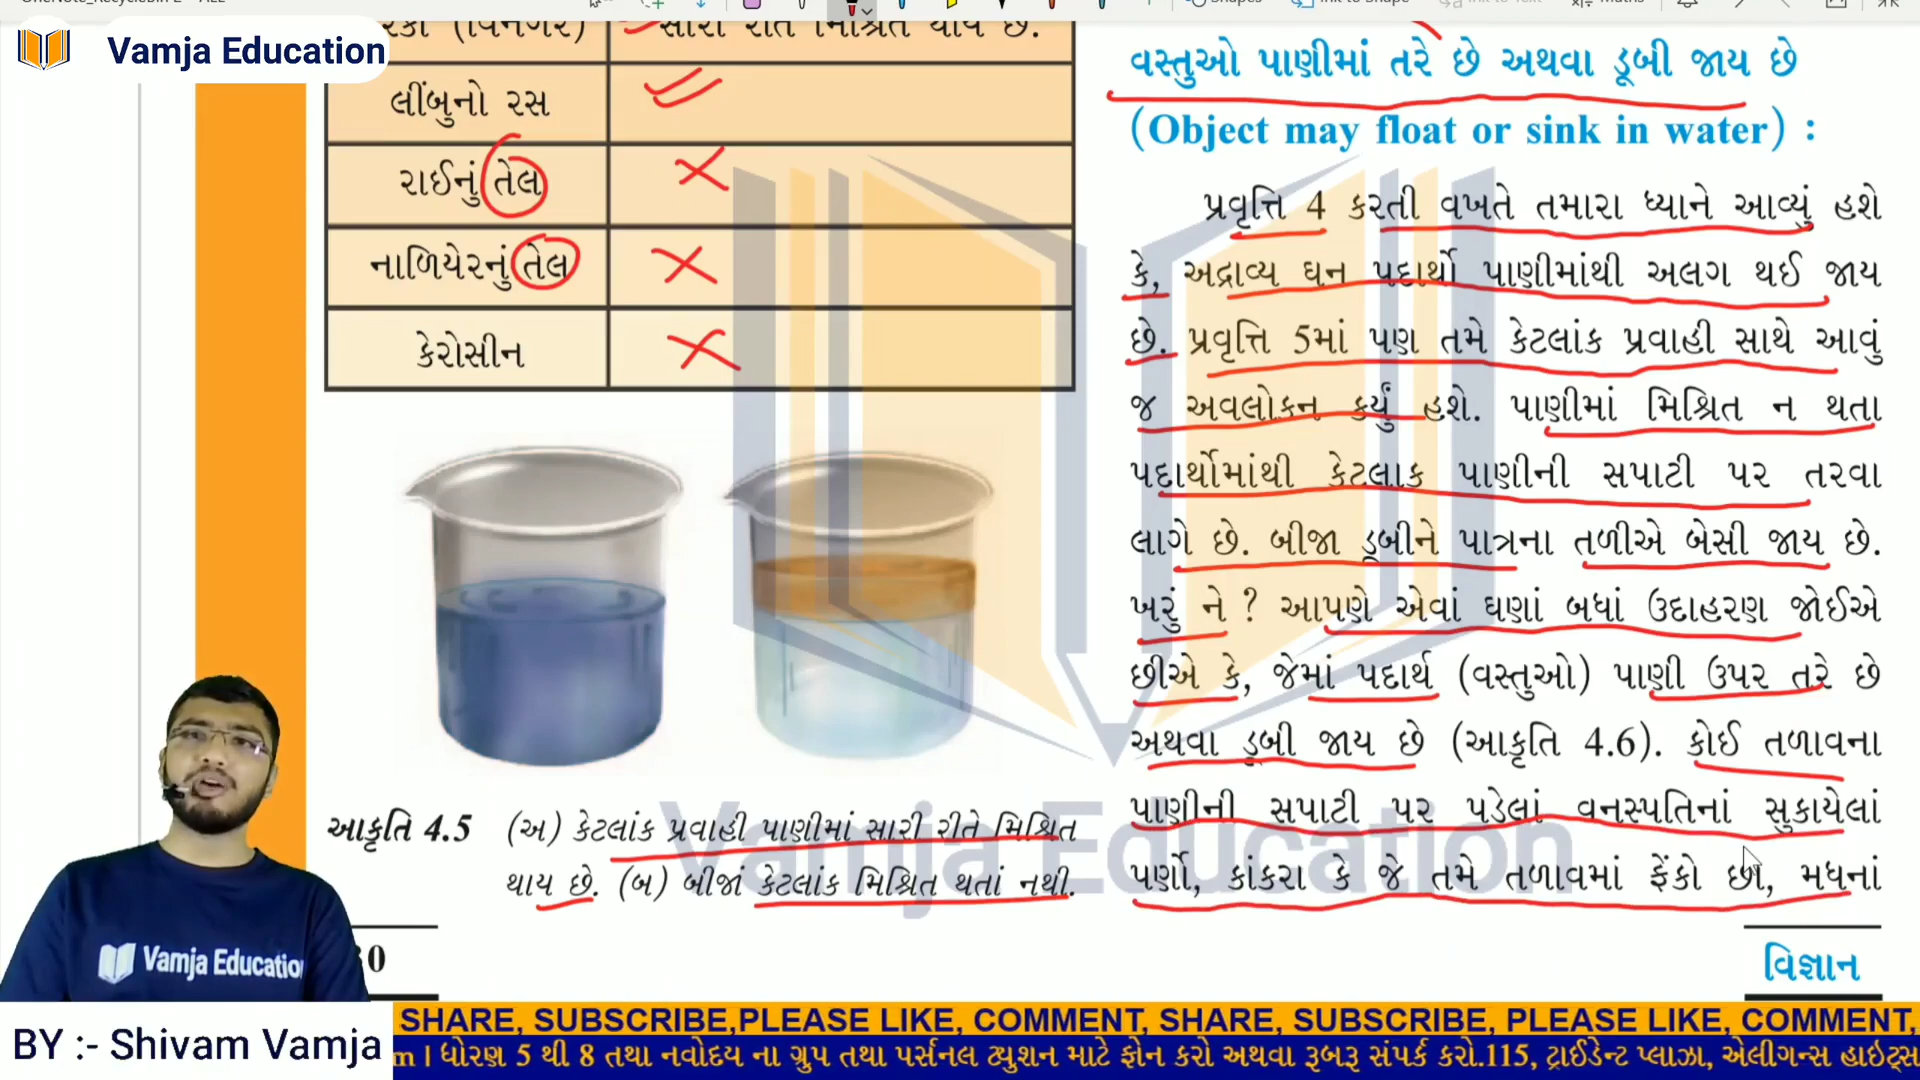 Vamja Education
સારી રીતે મિશ્રિત થાય છે.
લીંબુનો રસ
રાઈનું તેલ
નાળિયેરનું તેલ
કેરોસીન
આકૃતિ 4.5 (અ) કેટલાંક પ્રવાહી પાણીમાં સારી રીતે મિશ્રિત
થાય છે. (બ) બીજાં કેટલાંક મિશ્રિત થતાં નથી.
વસ્તુઓ પાણીમાં તરે છે અથવા ડૂબી જાય છે
(Object may float or sink in water) :
પ્રવૃત્તિ 4 કરતી વખતે તમારા ધ્યાને આવ્યું હશે
કે, અદ્રાવ્ય ઘન પદાર્થો પાણીમાંથી અલગ થઈ જાય
છે. પ્રવૃત્તિ 5માં પણ તમે કેટલાંક પ્રવાહી સાથે આવું
જ અવલોકન કર્યું હશે. પાણીમાં મિશ્રિત ન થતા
પદાર્થોમાંથી કેટલાક પાણીની સપાટી પર તરવા
લાગે છે. બીજા ડૂબીને પાત્રના તળીએ બેસી જાય છે.
ખરું ને ? આપણે એવાં ઘણાં બધાં ઉદાહરણ જોઈએ
છીએ કે, જેમાં પદાર્થ (વસ્તુઓ) પાણી ઉપર તરે છે
અથવા ડૂબી જાય છે (આકૃતિ 4.6). કોઈ તળાવના
પાણીની સપાટી પર પડેલાં વનસ્પતિનાં સુકાયેલાં
પર્ણો, કાંકરા કે જે તમે તળાવમાં ફેંકો છો, મધનાં
વિજ્ઞાન
Vamja Education
Vamja Education
BY :- Shivam Vamja
SHARE, SUBSCRIBE,PLEASE LIKE, COMMENT, SHARE, SUBSCRIBE, PLEASE LIKE, COMMENT,
m । ધોરણ 5 થી 8 તથા નવોદય ના ગ્રુપ તથા પર્સનલ ટ્યુશન માટે ફોન કરો અથવા રૂબરૂ સંપર્ક કરો.115, ટ્રાઈડેન્ટ પ્લાઝા, એલીગન્સ હાઇટ્સ